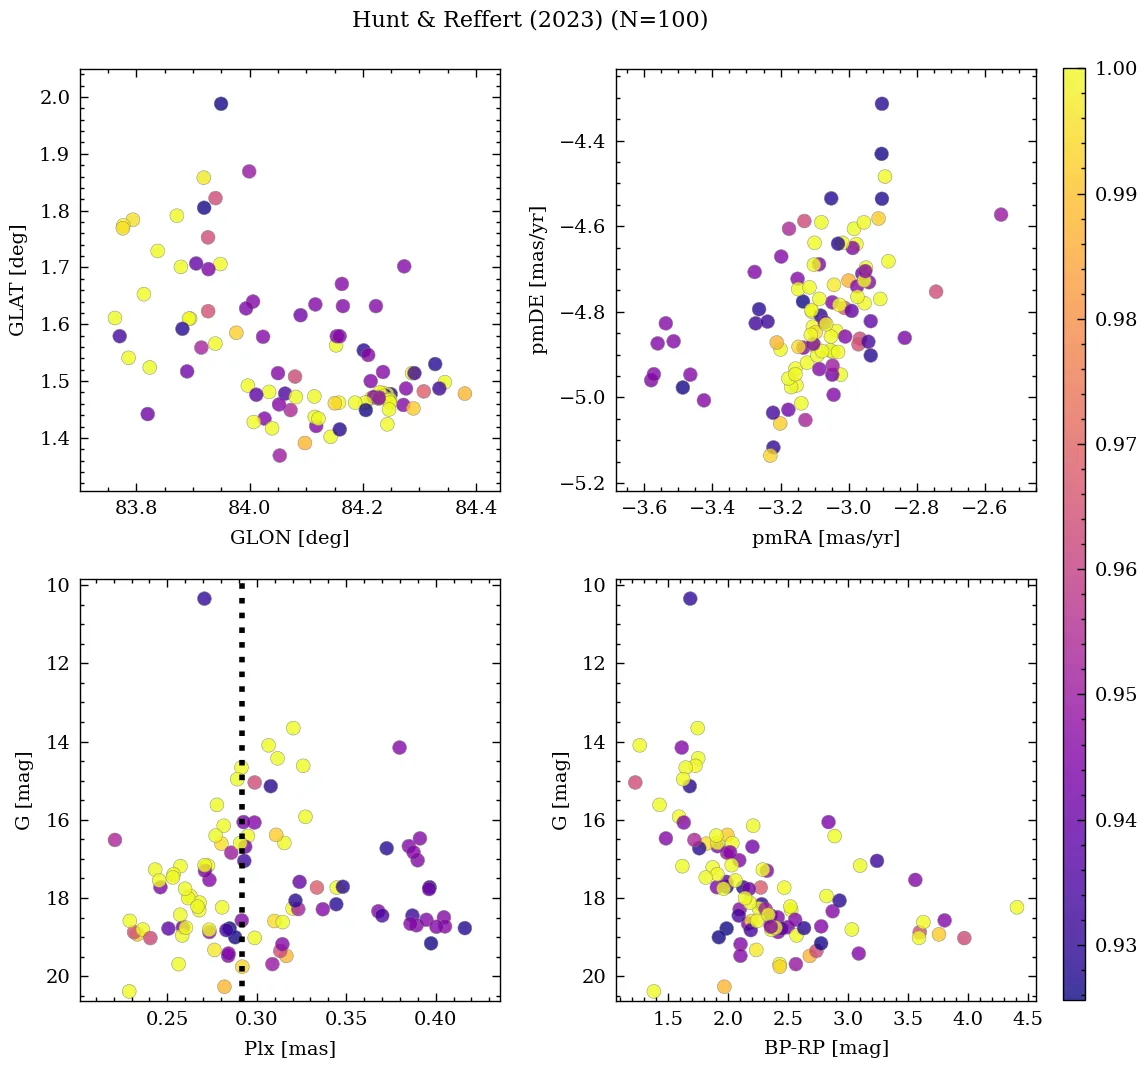 Hunt & Reffert (2023) (N=100)
2.0
1.9
1.8
1.7
1.6
1.5
1.4
GLAT [deg]
83.8 84.0 84.2 84.4
GLON [deg]
−4.4
−4.6
−4.8
−5.0
−5.2
pmDE [mas/yr]
−3.6 −3.4 −3.2 −3.0 −2.8 −2.6
pmRA [mas/yr]
10
12
14
16
18
20
G [mag]
0.25 0.30 0.35 0.40
Plx [mas]
10
12
14
16
18
20
G [mag]
1.5 2.0 2.5 3.0 3.5 4.0 4.5
BP-RP [mag]
1.00
0.99
0.98
0.97
0.96
0.95
0.94
0.93